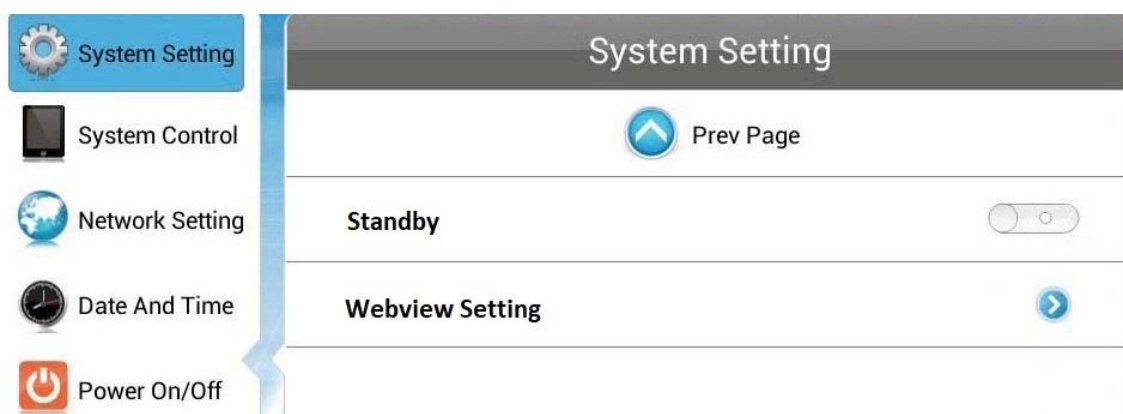 System Setting
System Control
Network Setting
Date And Time
Power On/Off
System Setting
Prev Page
Standby
Webview Setting